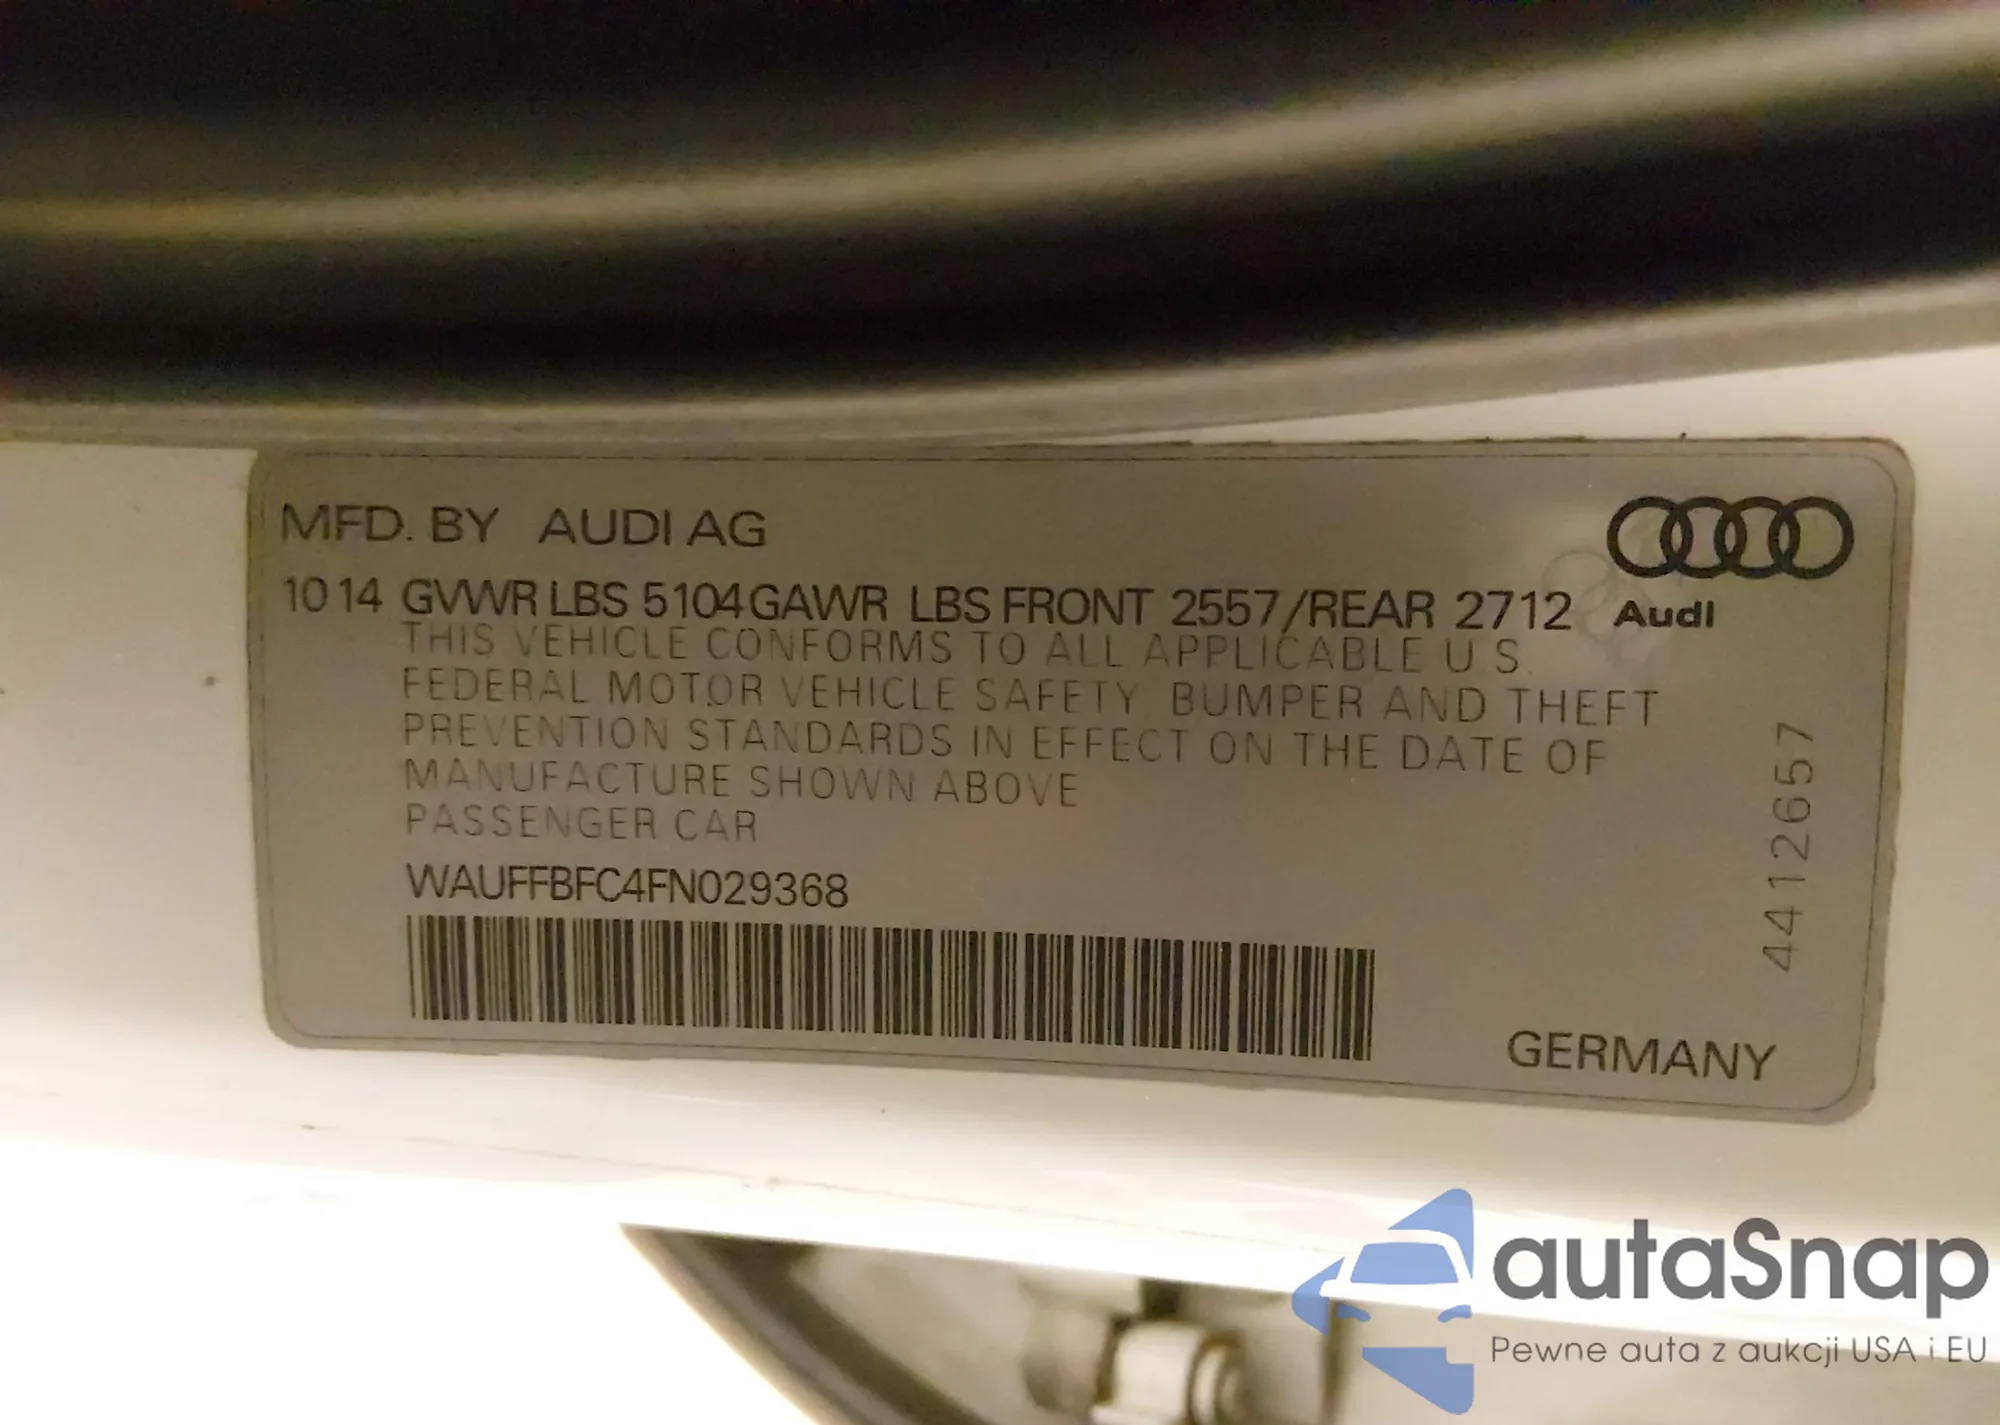 MFD. BY AUDI AG
10 14 GVWR LBS 5104 GAWR LBS FRONT 2557/REAR 2712
Audi
THIS VEHICLE CONFORMS TO ALL APPLICABLE U.S.
FEDERAL MOTOR VEHICLE SAFETY BUMPER AND THEFT
PREVENTION STANDARDS IN EFFECT ON THE DATE OF
MANUFACTURE SHOWN ABOVE
PASSENGER CAR
WAUFFBFC4FN029368
4412657
GERMANY
autaSnap
Pewne auta z aukcji USA i EU